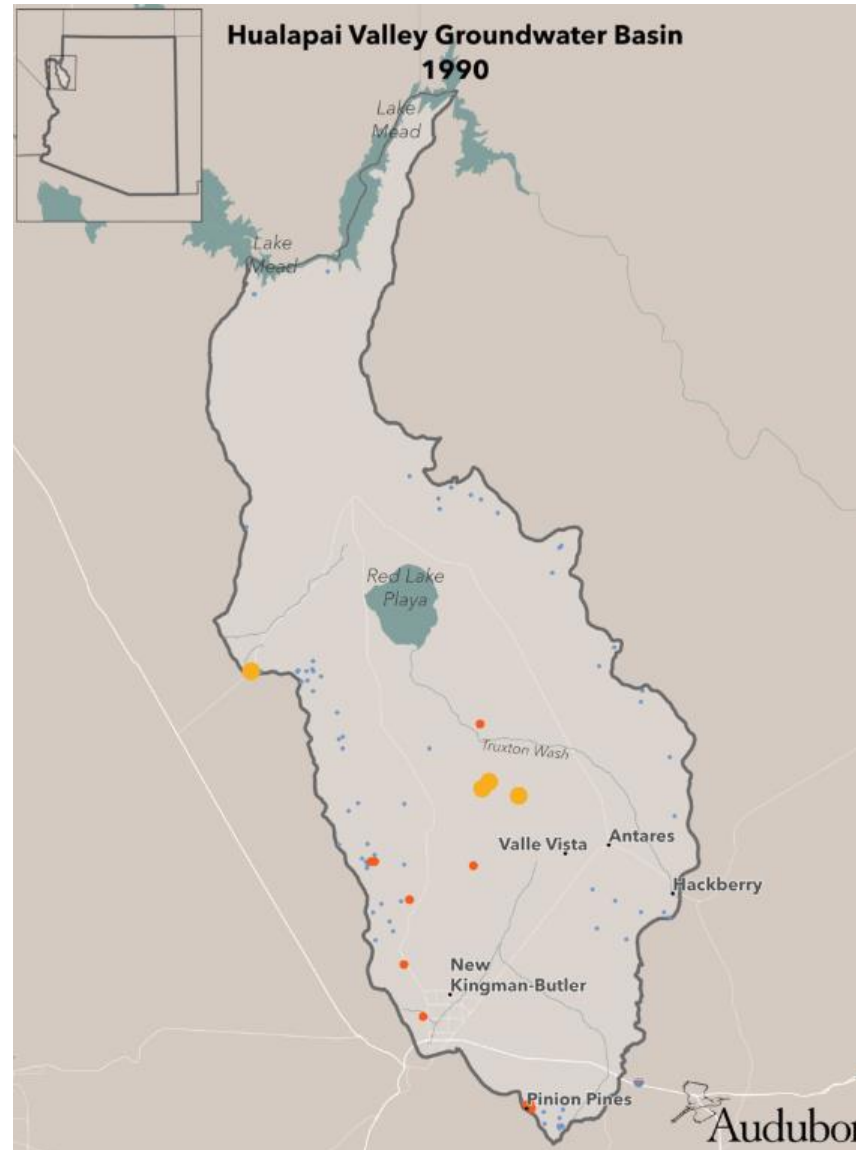 Hualapai Valley Groundwater Basin
1990
Lake
Mead
Lake
Mead
Red Lake
Playa
Truxton Wash
Valle Vista
Antares
Hackberry
New
Kingman-Butler
Pinion Pines
Audubon